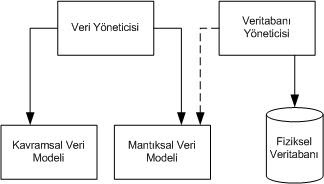 Veri Yöneticisi
Veritabanı
Yöneticisi
Kavramsal Veri
Modeli
Mantıksal Veri
Modeli
Fiziksel
Veritabanı